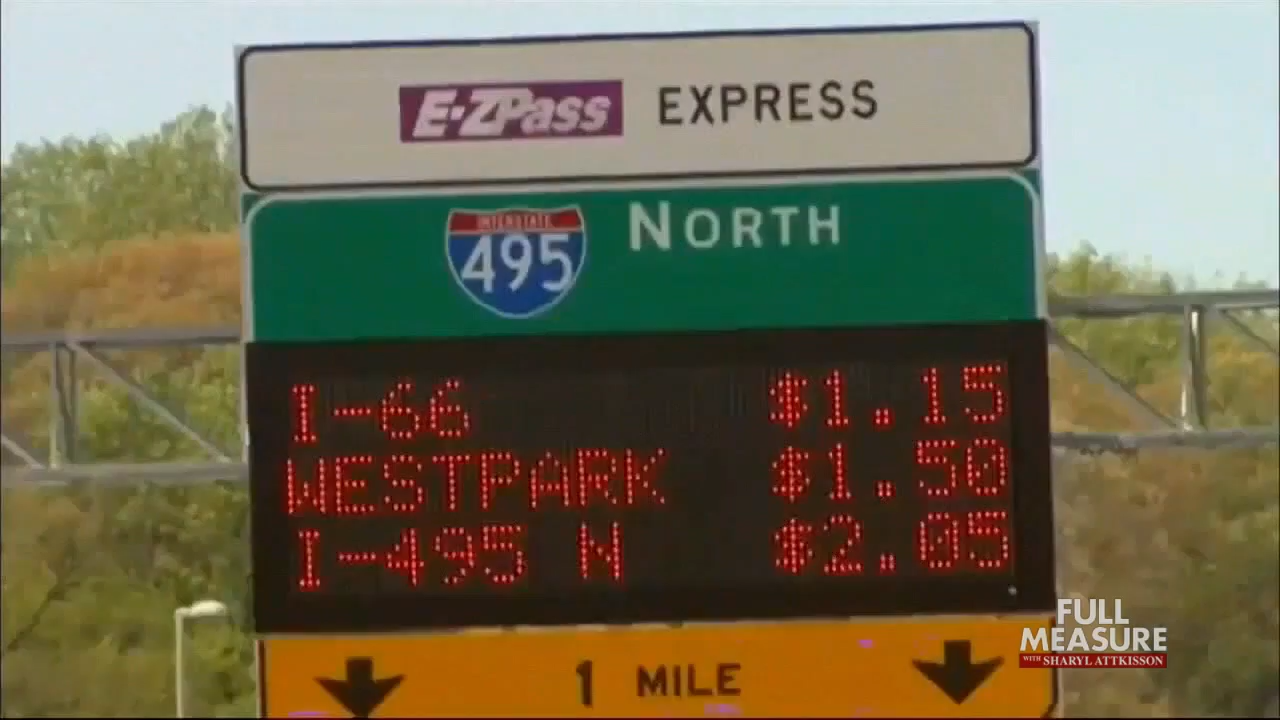 E-ZPass EXPRESS
INTERSTATE
495 NORTH
I-66 $1.15
WESTPARK $1.50
I-495 N $2.05
1 MILE
FULL
MEASURE
WITH SHARYL ATTKISSON